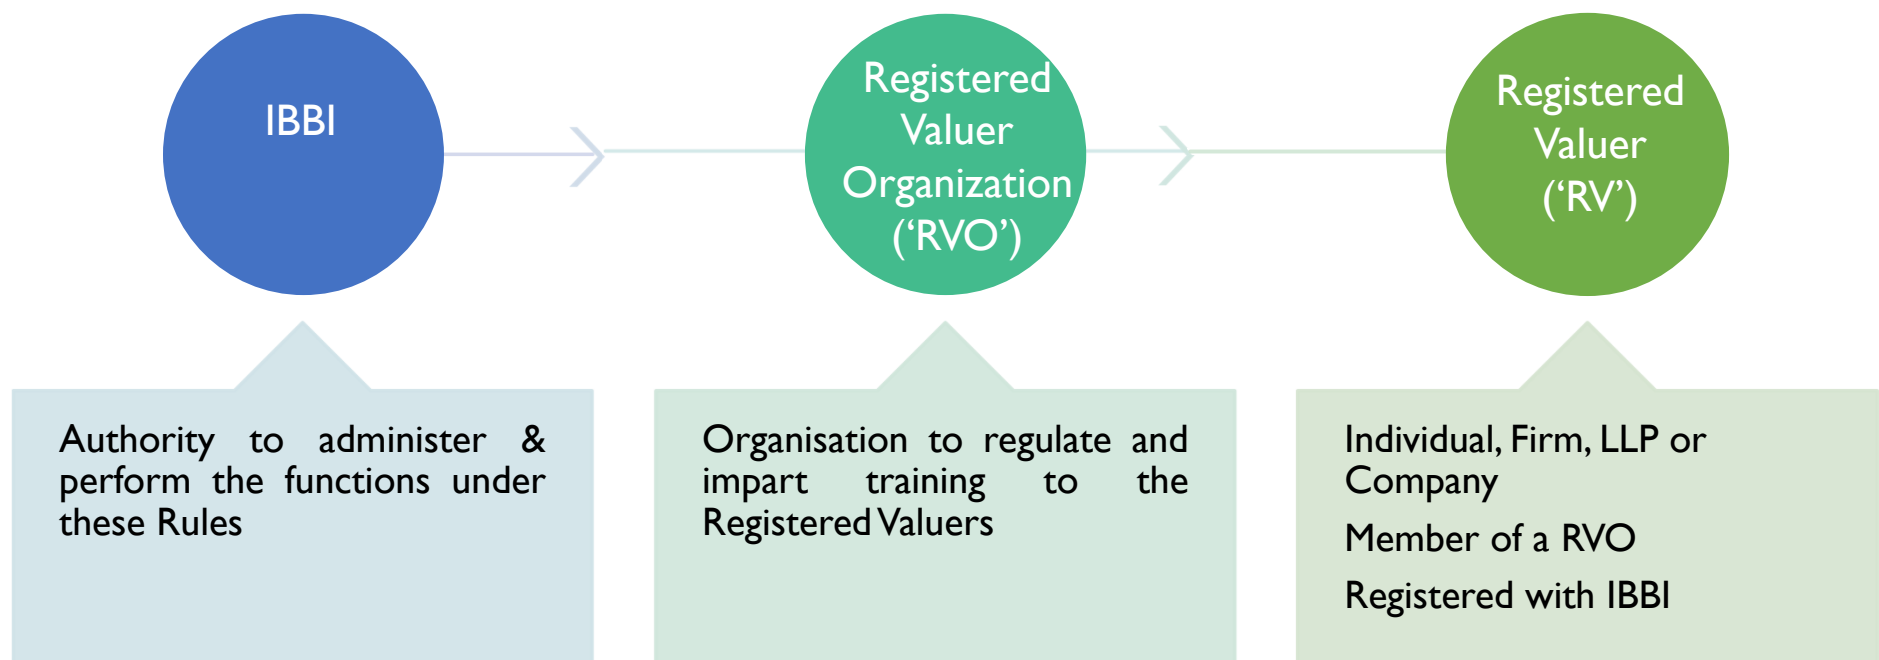 IBBI
Registered
Valuer
Organization
(‘RVO’)
Registered
Valuer
(‘RV’)
Authority to administer &
perform the functions under
these Rules
Organisation to regulate and
impart training to the
Registered Valuers
Individual, Firm, LLP or
Company
Member of a RVO
Registered with IBBI